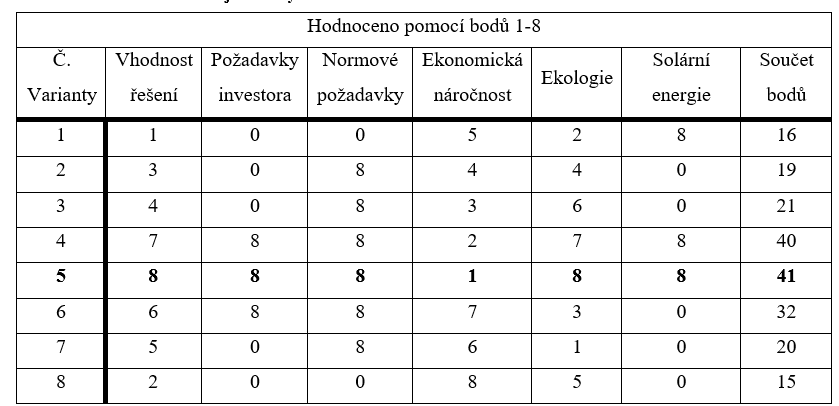 Hodnoceno pomocí bodů 1-8
Č. Varianty Vhodnost řešení Požadavky investora Normové požadavky Ekonomická náročnost Ekologie Solární energie Součet bodů
1 1 0 0 5 2 8 16
2 3 0 8 4 4 0 19
3 4 0 8 3 6 0 21
4 7 8 8 2 7 8 40
5 8 8 8 1 8 8 41
6 6 8 8 7 3 0 32
7 5 0 8 6 1 0 20
8 2 0 0 8 5 0 15